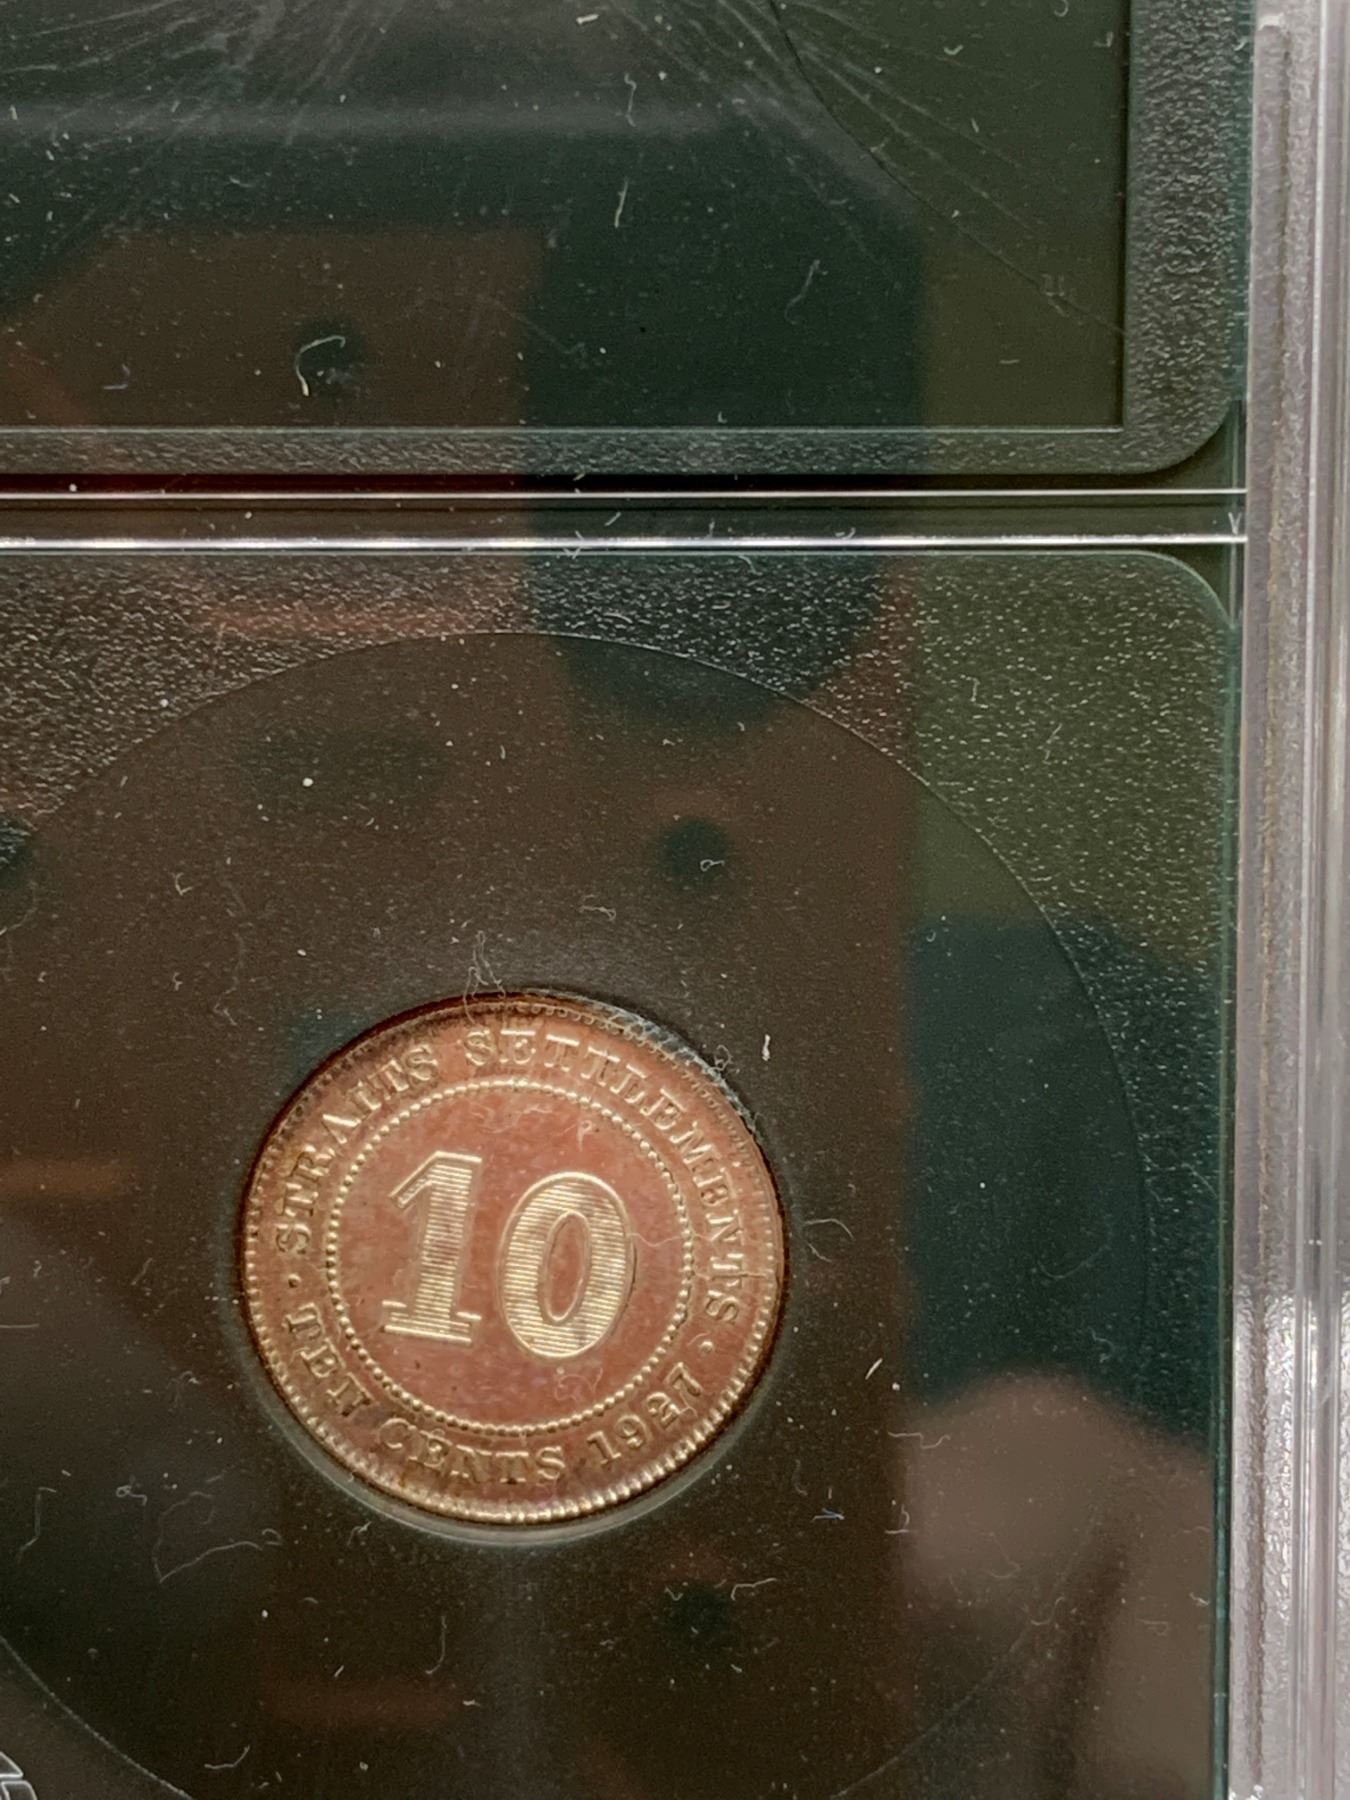 · STRAITS SETTLEMENTS ·
10
TEN CENTS 1927